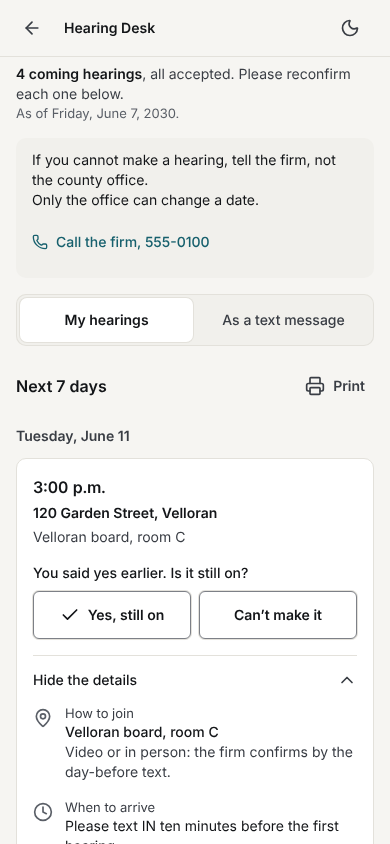 Hearing Desk
4 coming hearings, all accepted. Please reconfirm
each one below.
As of Friday, June 7, 2030.
If you cannot make a hearing, tell the firm, not
the county office.
Only the office can change a date.
Call the firm, 555-0100
My hearings
As a text message
Next 7 days
Print
Tuesday, June 11
3:00 p.m.
120 Garden Street, Velloran
Velloran board, room C
You said yes earlier. Is it still on?
Yes, still on
Can’t make it
Hide the details
How to join
Velloran board, room C
Video or in person: the firm confirms by the
day-before text.
When to arrive
Please text IN ten minutes before the first